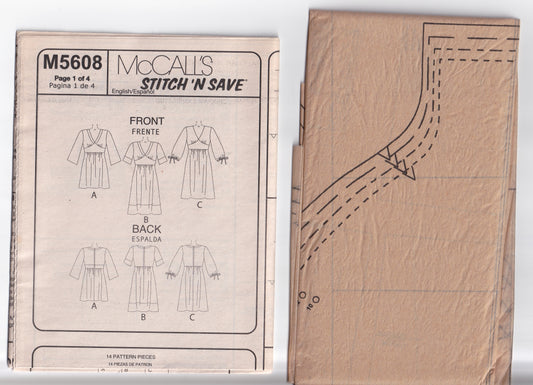 M5608
Page 1 of 4
Pagina 1 de 4
McCALL'S
STITCH 'N SAVE
English/Español
FRONT
FRENTE
A
B
C
BACK
ESPALDA
A
B
C
14 PATTERN PIECES
14 PIEZAS DE PATRON
10